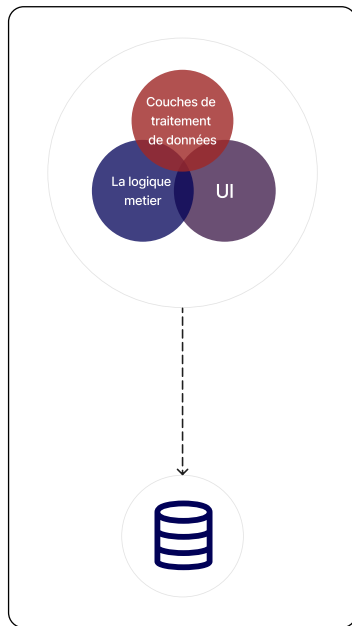 Couches de
traitement
de données
La logique
metier
UI